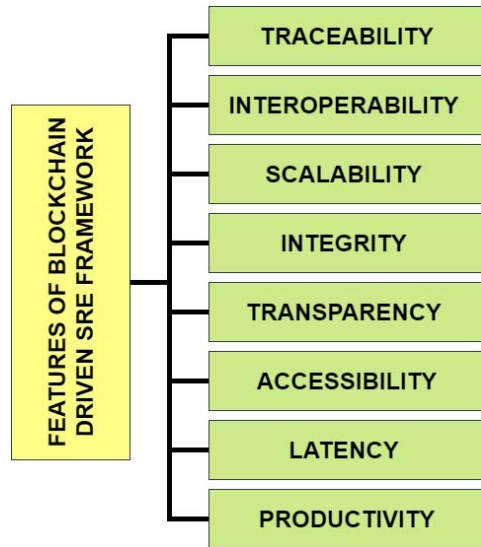 FEATURES OF BLOCKCHAIN
DRIVEN SRE FRAMEWORK
TRACEABILITY
INTEROPERABILITY
SCALABILITY
INTEGRITY
TRANSPARENCY
ACCESSIBILITY
LATENCY
PRODUCTIVITY